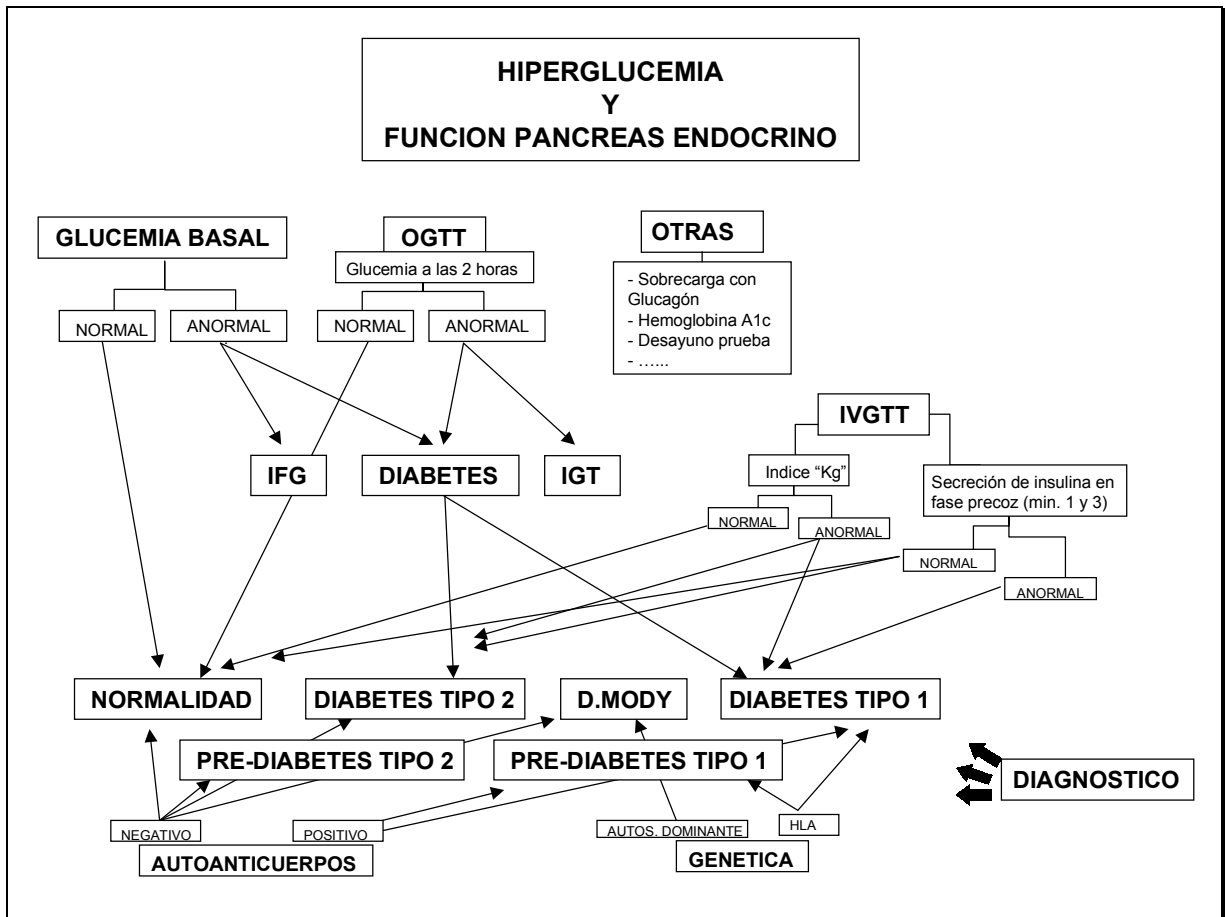 HIPERGLUCEMIA
Y
FUNCION PANCREAS ENDOCRINO
GLUCEMIA BASAL
NORMAL
ANORMAL
OGTT
Glucemia a las 2 horas
NORMAL
ANORMAL
OTRAS
- Sobrecarga con
Glucagón
- Hemoglobina A1c
- Desayuno prueba
- …...
IVGTT
Indice “Kg”
NORMAL
ANORMAL
Secreción de insulina en
fase precoz (min. 1 y 3)
NORMAL
ANORMAL
IFG
DIABETES
IGT
NORMALIDAD
DIABETES TIPO 2
D.MODY
DIABETES TIPO 1
PRE-DIABETES TIPO 2
PRE-DIABETES TIPO 1
DIAGNOSTICO
NEGATIVO
POSITIVO
AUTOANTICUERPOS
AUTOS. DOMINANTE
HLA
GENETICA